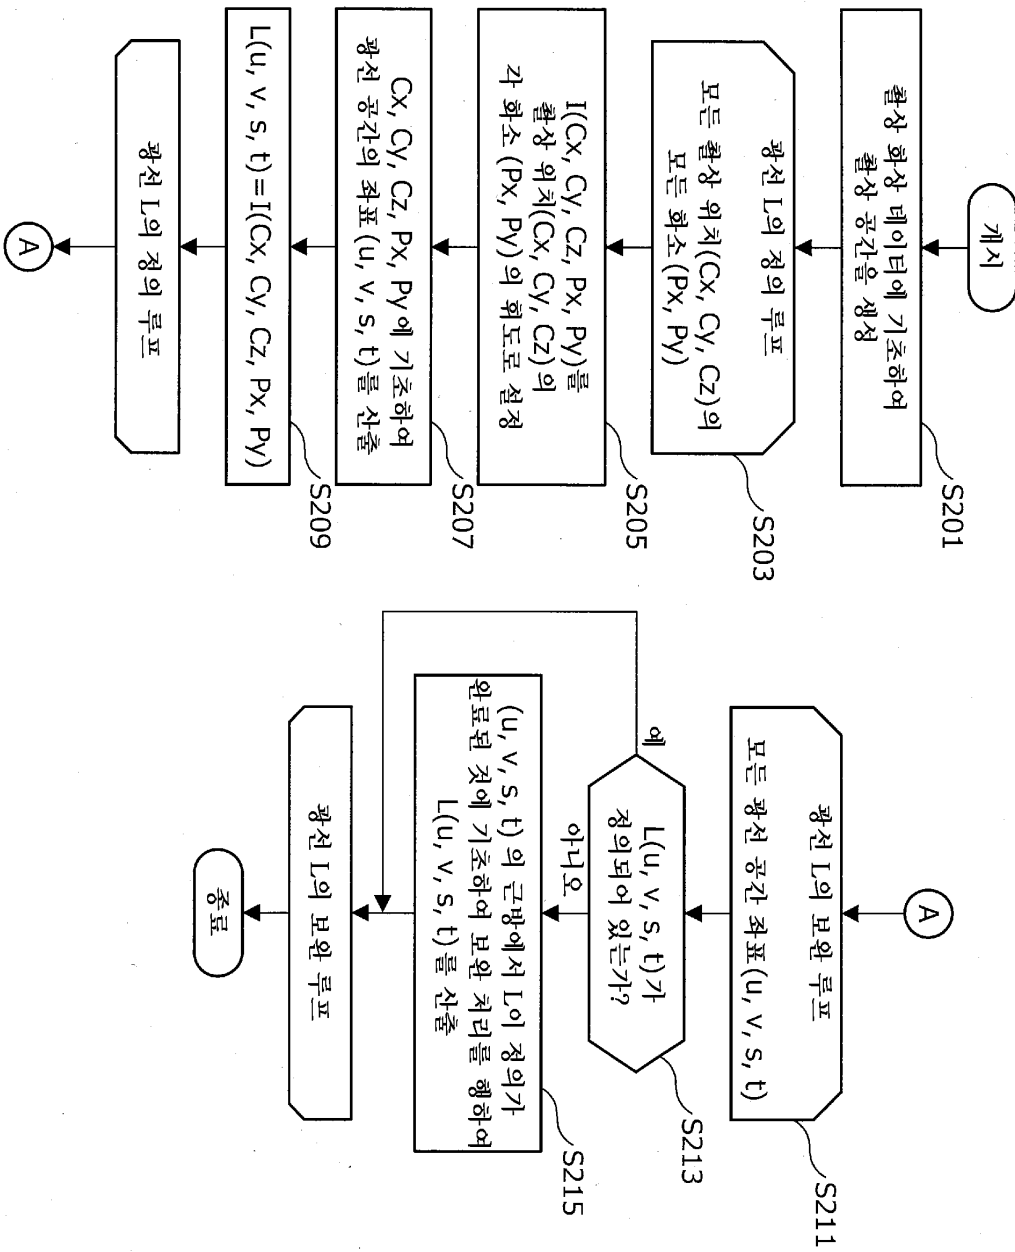 개시
촬상 화상 데이터에 기초하여
촬상 공간을 생성
S201
광선 L의 정의 루프
모든 촬상 위치(Cx, Cy, Cz)의
모든 화소 (Px, Py)
S203
I(Cx, Cy, Cz, Px, Py)를
촬상 위치(Cx, Cy, Cz)의
각 화소 (Px, Py)의 휘도로 설정
S205
Cx, Cy, Cz, Px, Py에 기초하여
광선 공간의 좌표 (u, v, s, t)를 산출
S207
L(u, v, s, t)=I(Cx, Cy, Cz, Px, Py)
S209
광선 L의 정의 루프
A
A
광선 L의 보완 루프
모든 광선 공간 좌표(u, v, s, t)
S211
L(u, v, s, t)가
정의되어 있는가?
S213
예
아니오
(u, v, s, t)의 근방에서 L이 정의가
완료된 것에 기초하여 보완 처리를 행하여
L(u, v, s, t)를 산출
S215
광선 L의 보완 루프
종료